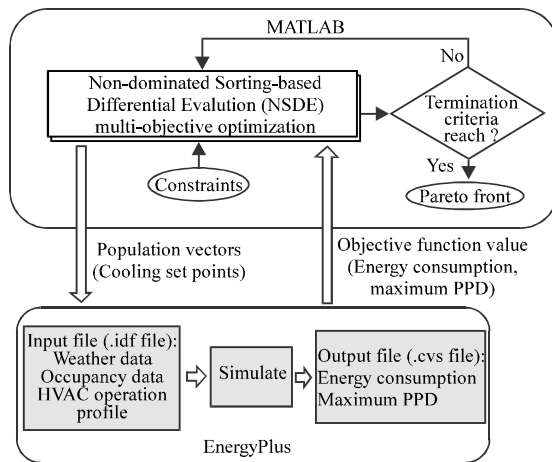 MATLAB
No
Non-dominated Sorting-based
Differential Evalution (NSDE)
multi-objective optimization
Termination
criteria
reach ?
Yes
Constraints
Pareto front
Population vectors
(Cooling set points)
Objective function value
(Energy consumption,
maximum PPD)
Input file (.idf file):
Weather data
Occupancy data
HVAC operation
profile
Simulate
Output file (.cvs file):
Energy consumption
Maximum PPD
EnergyPlus